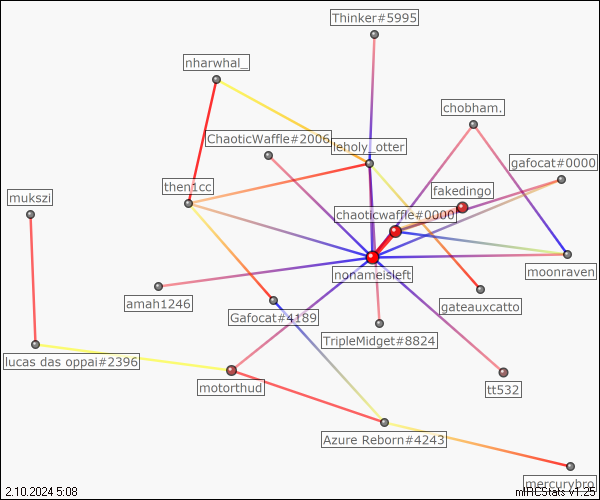 Thinker#5995
nharwhal_
chobham.
ChaoticWaffle#2006
leholy_otter
gafocat#0000
then1cc
fakedingo
mukszi
chaoticwaffle#0000
nonameisleft
moonraven
amah1246
gateauxcatto
Gafocat#4189
TripleMidget#8824
lucas das oppai#2396
motorthud
tt532
Azure Reborn#4243
mercurybro
2.10.2024 5:08
mIRCStats v1.25